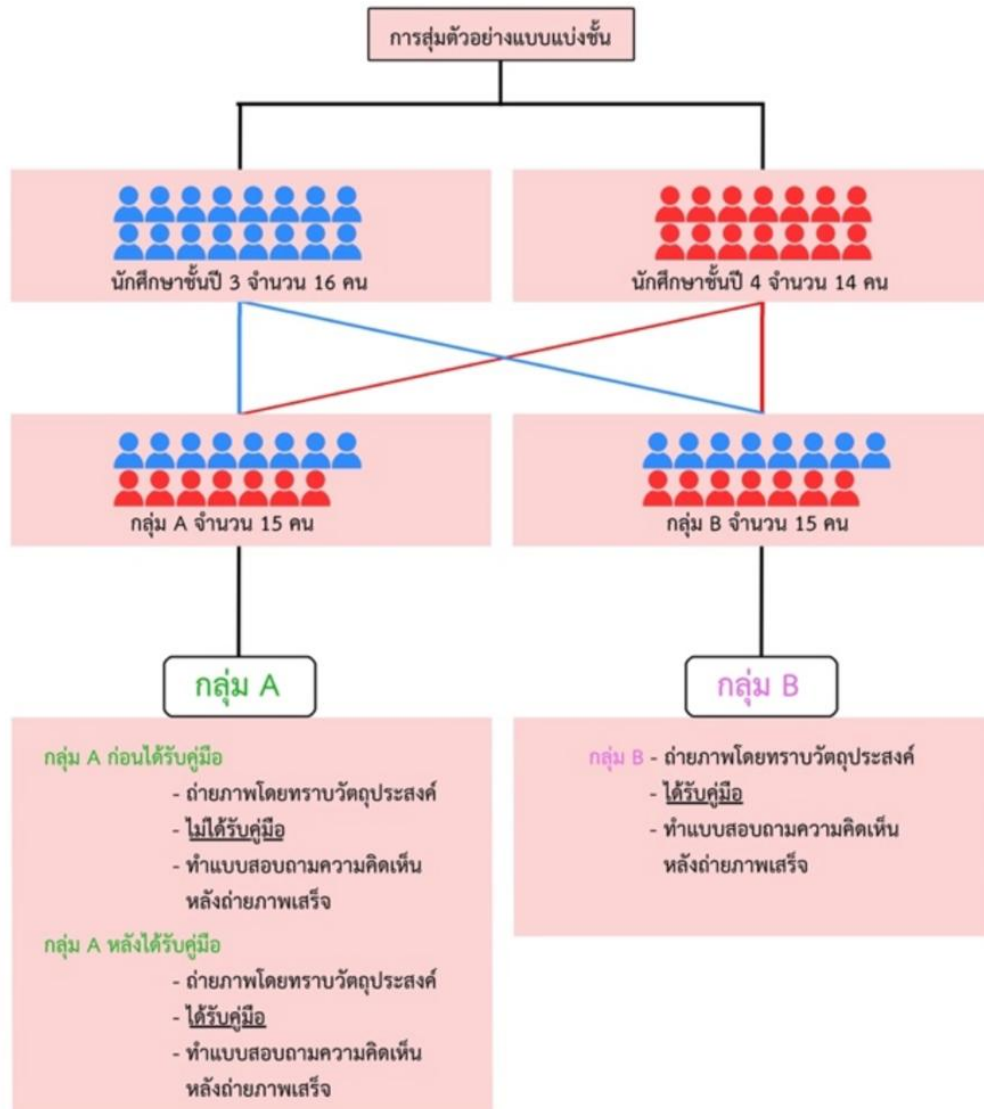 การสุ่มตัวอย่างแบบแบ่งชั้น
นักศึกษาชั้นปี 3 จำนวน 16 คน
นักศึกษาชั้นปี 4 จำนวน 14 คน
กลุ่ม A จำนวน 15 คน
กลุ่ม B จำนวน 15 คน
กลุ่ม A
กลุ่ม A ก่อนได้รับคู่มือ
- ถ่ายภาพโดยทราบวัตถุประสงค์
- ไม่ได้รับคู่มือ
- ทำแบบสอบถามความคิดเห็น
หลังถ่ายภาพเสร็จ
กลุ่ม A หลังได้รับคู่มือ
- ถ่ายภาพโดยทราบวัตถุประสงค์
- ได้รับคู่มือ
- ทำแบบสอบถามความคิดเห็น
หลังถ่ายภาพเสร็จ
กลุ่ม B
กลุ่ม B - ถ่ายภาพโดยทราบวัตถุประสงค์
- ได้รับคู่มือ
- ทำแบบสอบถามความคิดเห็น
หลังถ่ายภาพเสร็จ